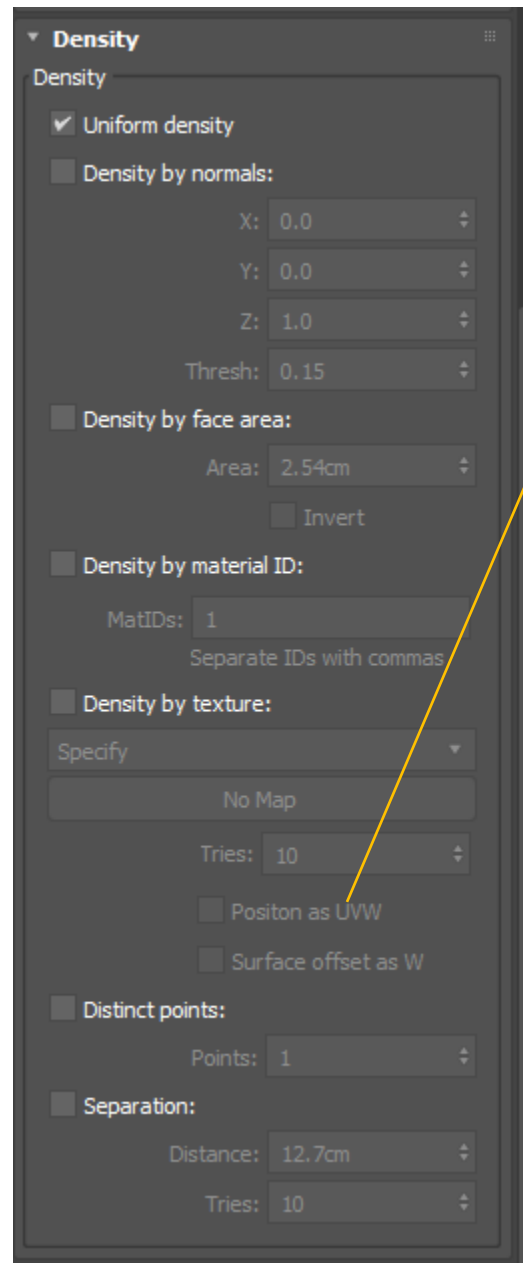 Density
Density
Uniform density
Density by normals:
X: 0.0
Y: 0.0
Z: 1.0
Thresh: 0.15
Density by face area:
Area: 2.54cm
Invert
Density by material ID:
MatIDs: 1
Separate IDs with commas
Density by texture:
Specify
No Map
Tries: 10
Positon as UVW
Surface offset as W
Distinct points:
Points: 1
Separation:
Distance: 12.7cm
Tries: 10